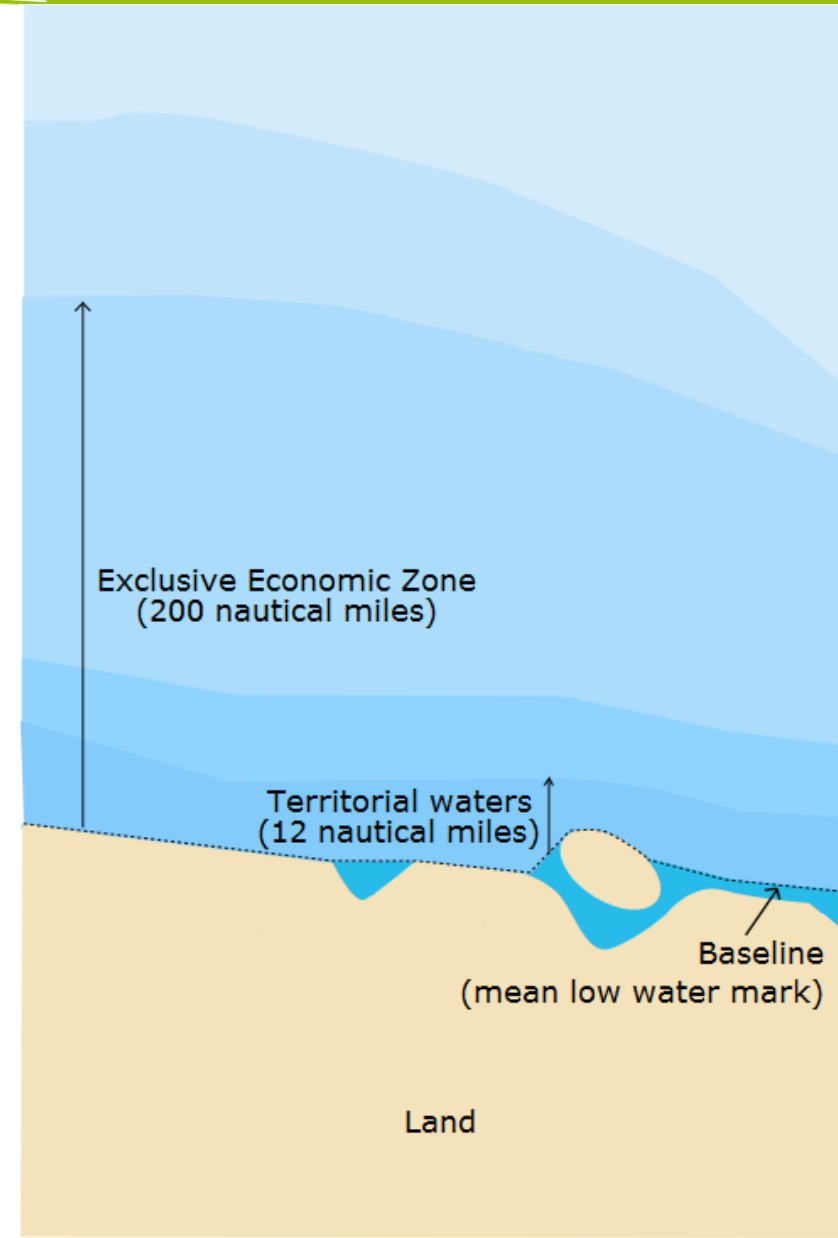 Exclusive Economic Zone
(200 nautical miles)
Territorial waters
(12 nautical miles)
Baseline
(mean low water mark)
Land